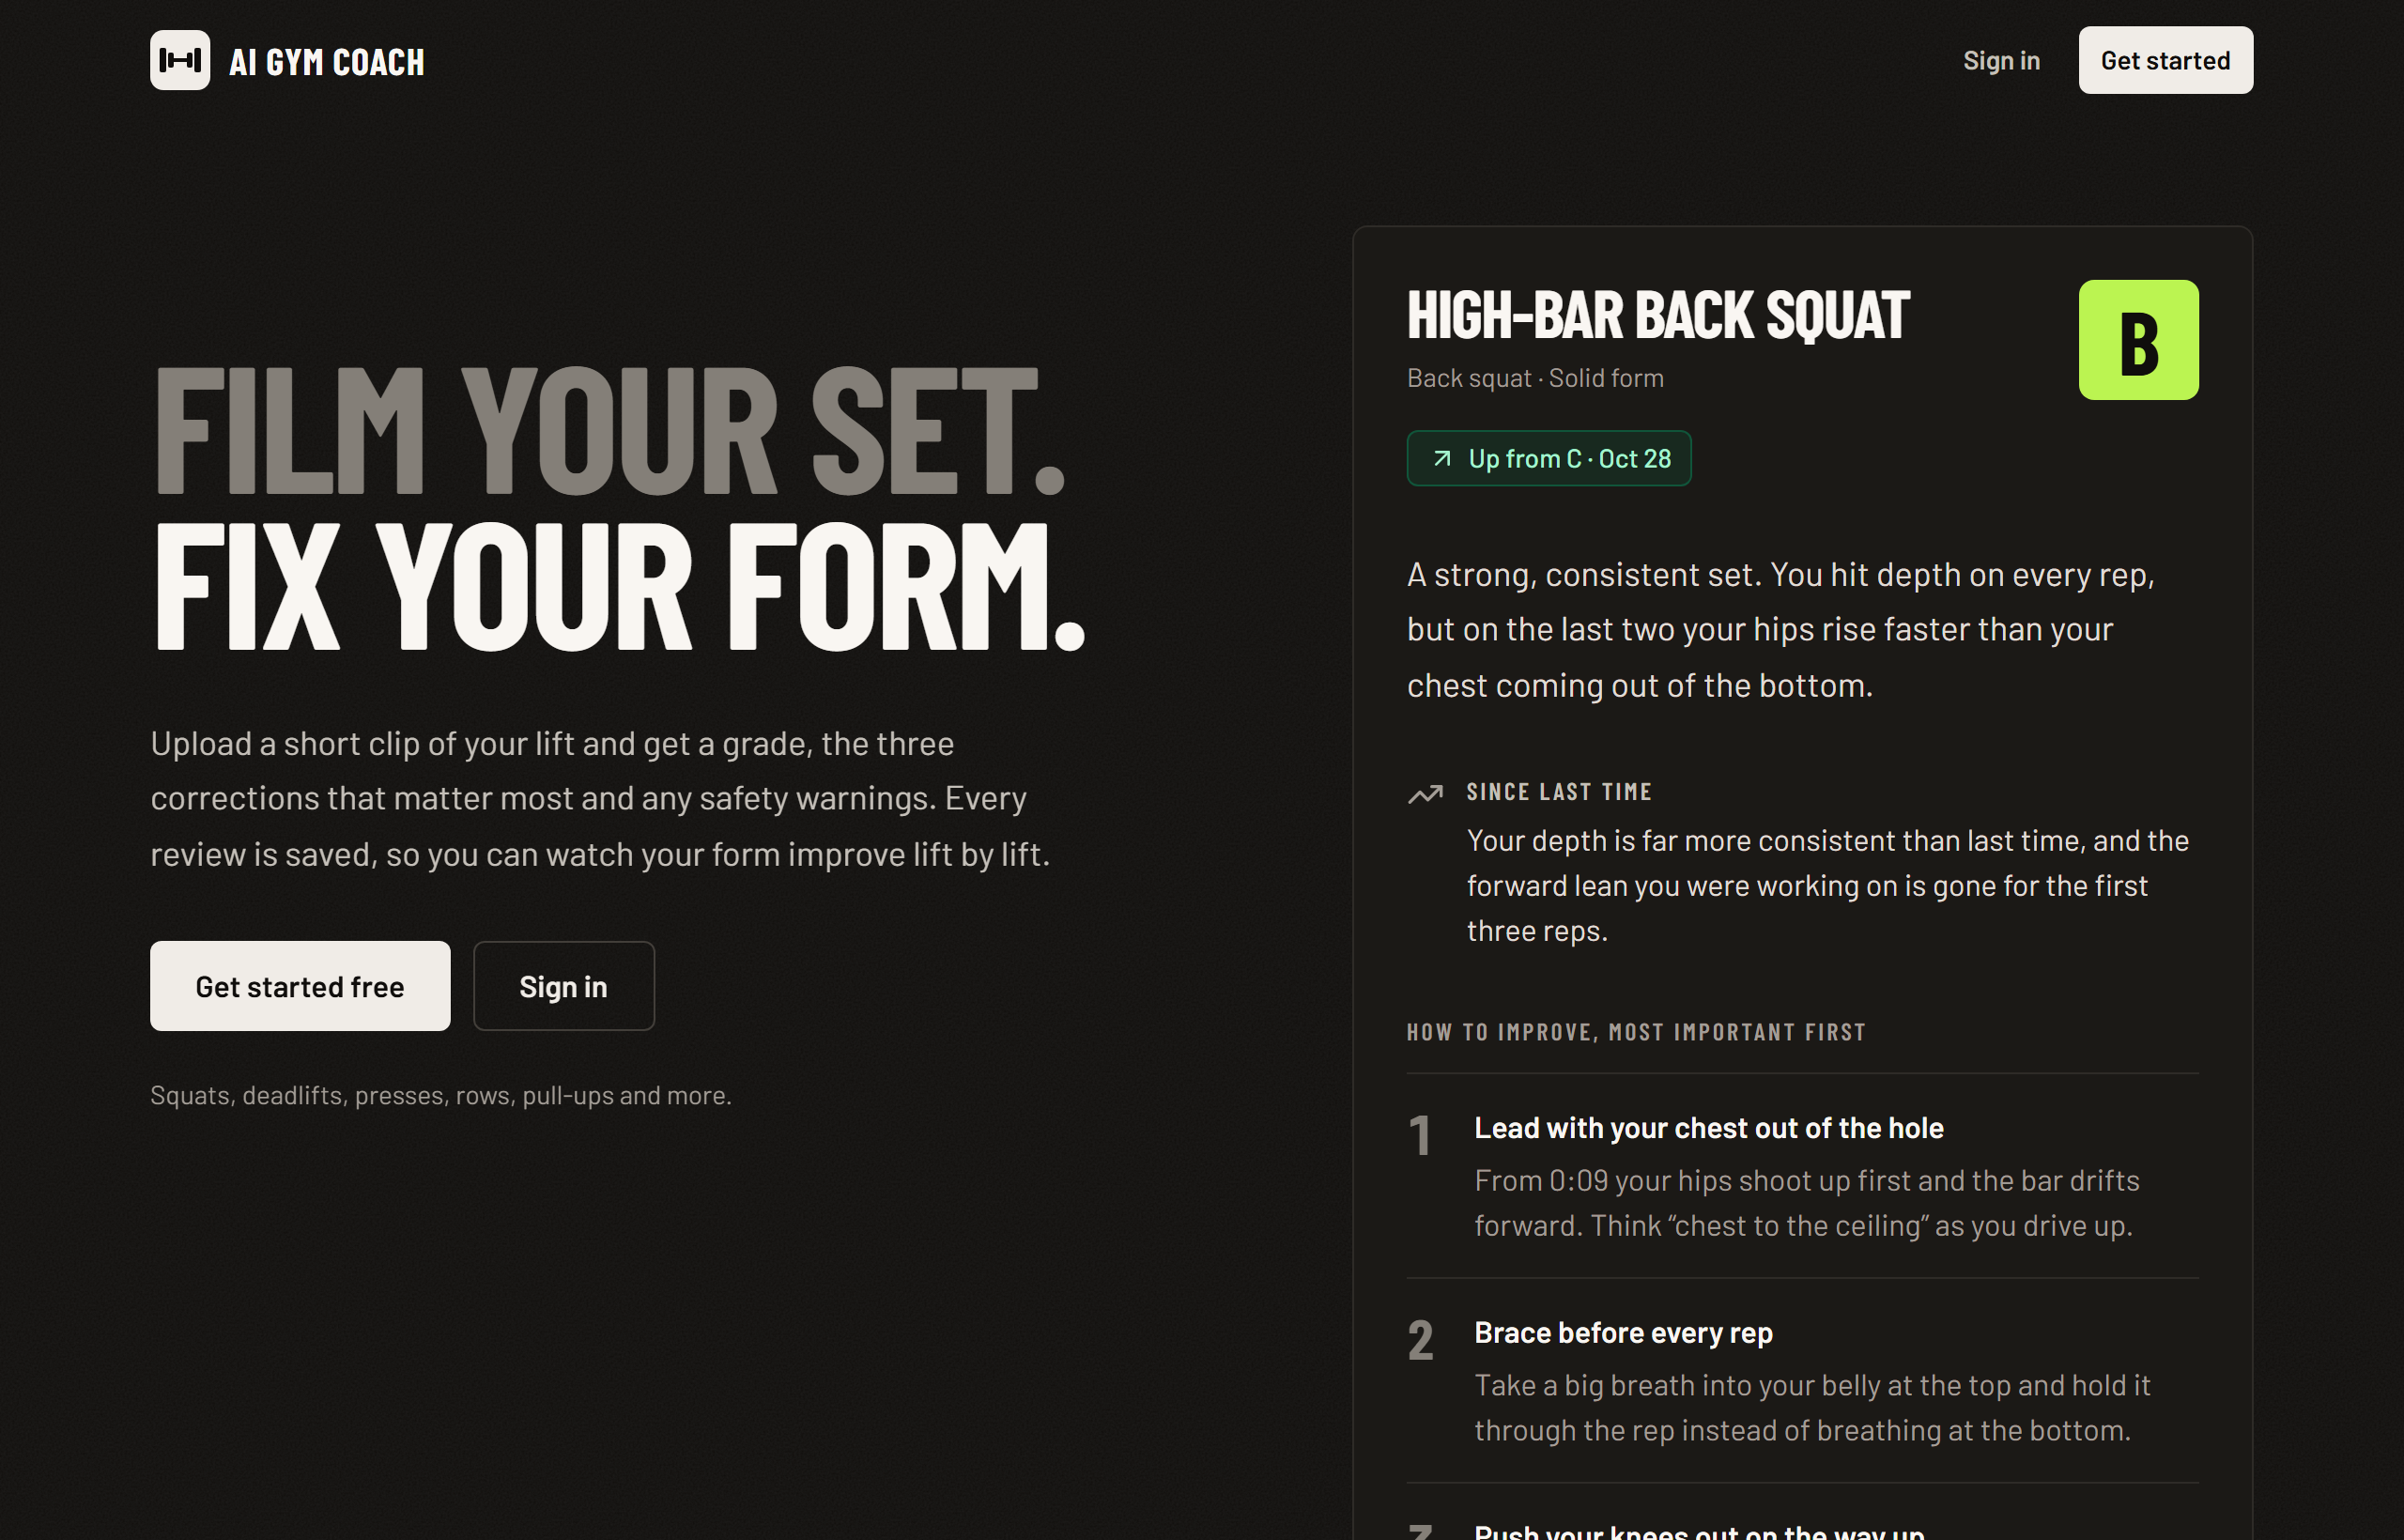 AI GYM COACH
Sign in
Get started
FILM YOUR SET.
FIX YOUR FORM.
Upload a short clip of your lift and get a grade, the three
corrections that matter most and any safety warnings. Every
review is saved, so you can watch your form improve lift by lift.
Get started free
Sign in
Squats, deadlifts, presses, rows, pull-ups and more.
HIGH-BAR BACK SQUAT
B
Back squat · Solid form
Up from C · Oct 28
A strong, consistent set. You hit depth on every rep,
but on the last two your hips rise faster than your
chest coming out of the bottom.
SINCE LAST TIME
Your depth is far more consistent than last time, and the
forward lean you were working on is gone for the first
three reps.
HOW TO IMPROVE, MOST IMPORTANT FIRST
1
Lead with your chest out of the hole
From 0:09 your hips shoot up first and the bar drifts
forward. Think “chest to the ceiling” as you drive up.
2
Brace before every rep
Take a big breath into your belly at the top and hold it
through the rep instead of breathing at the bottom.
3
Push your knees out on the way up